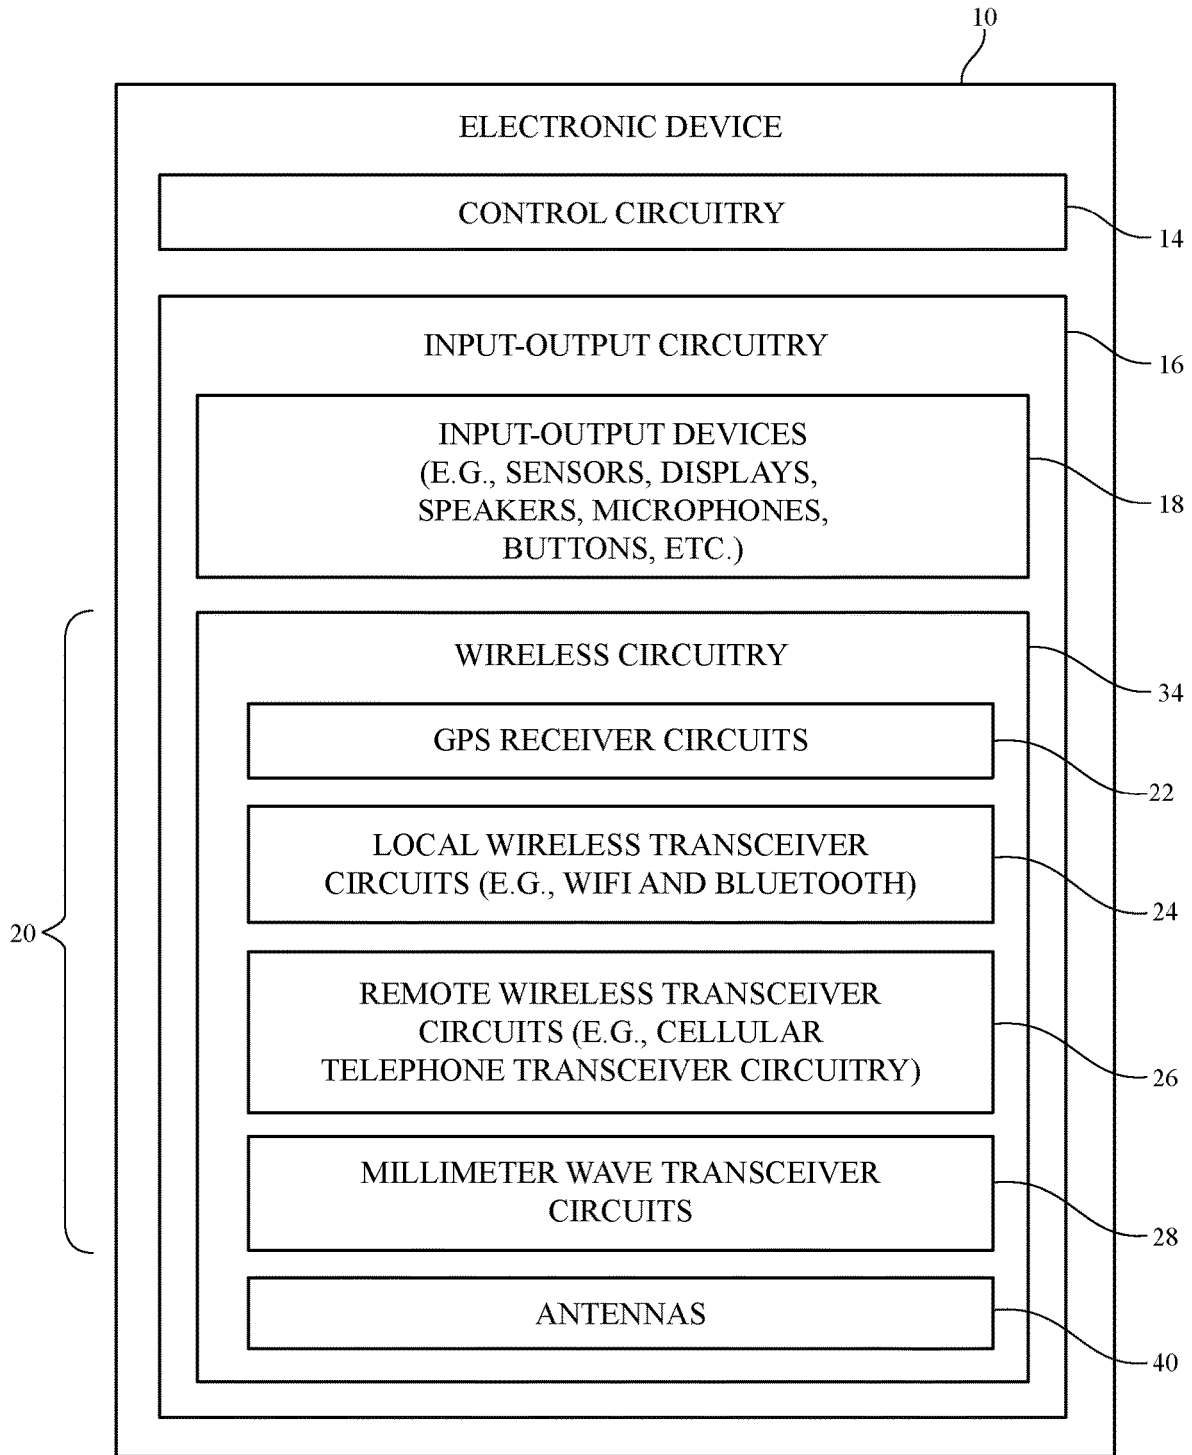 10
ELECTRONIC DEVICE
CONTROL CIRCUITRY
14
INPUT-OUTPUT CIRCUITRY
16
INPUT-OUTPUT DEVICES
(E.G., SENSORS, DISPLAYS,
SPEAKERS, MICROPHONES,
BUTTONS, ETC.)
18
WIRELESS CIRCUITRY
34
GPS RECEIVER CIRCUITS
22
LOCAL WIRELESS TRANSCEIVER
CIRCUITS (E.G., WIFI AND BLUETOOTH)
24
20
REMOTE WIRELESS TRANSCEIVER
CIRCUITS (E.G., CELLULAR
TELEPHONE TRANSCEIVER CIRCUITRY)
26
MILLIMETER WAVE TRANSCEIVER
CIRCUITS
28
ANTENNAS
40